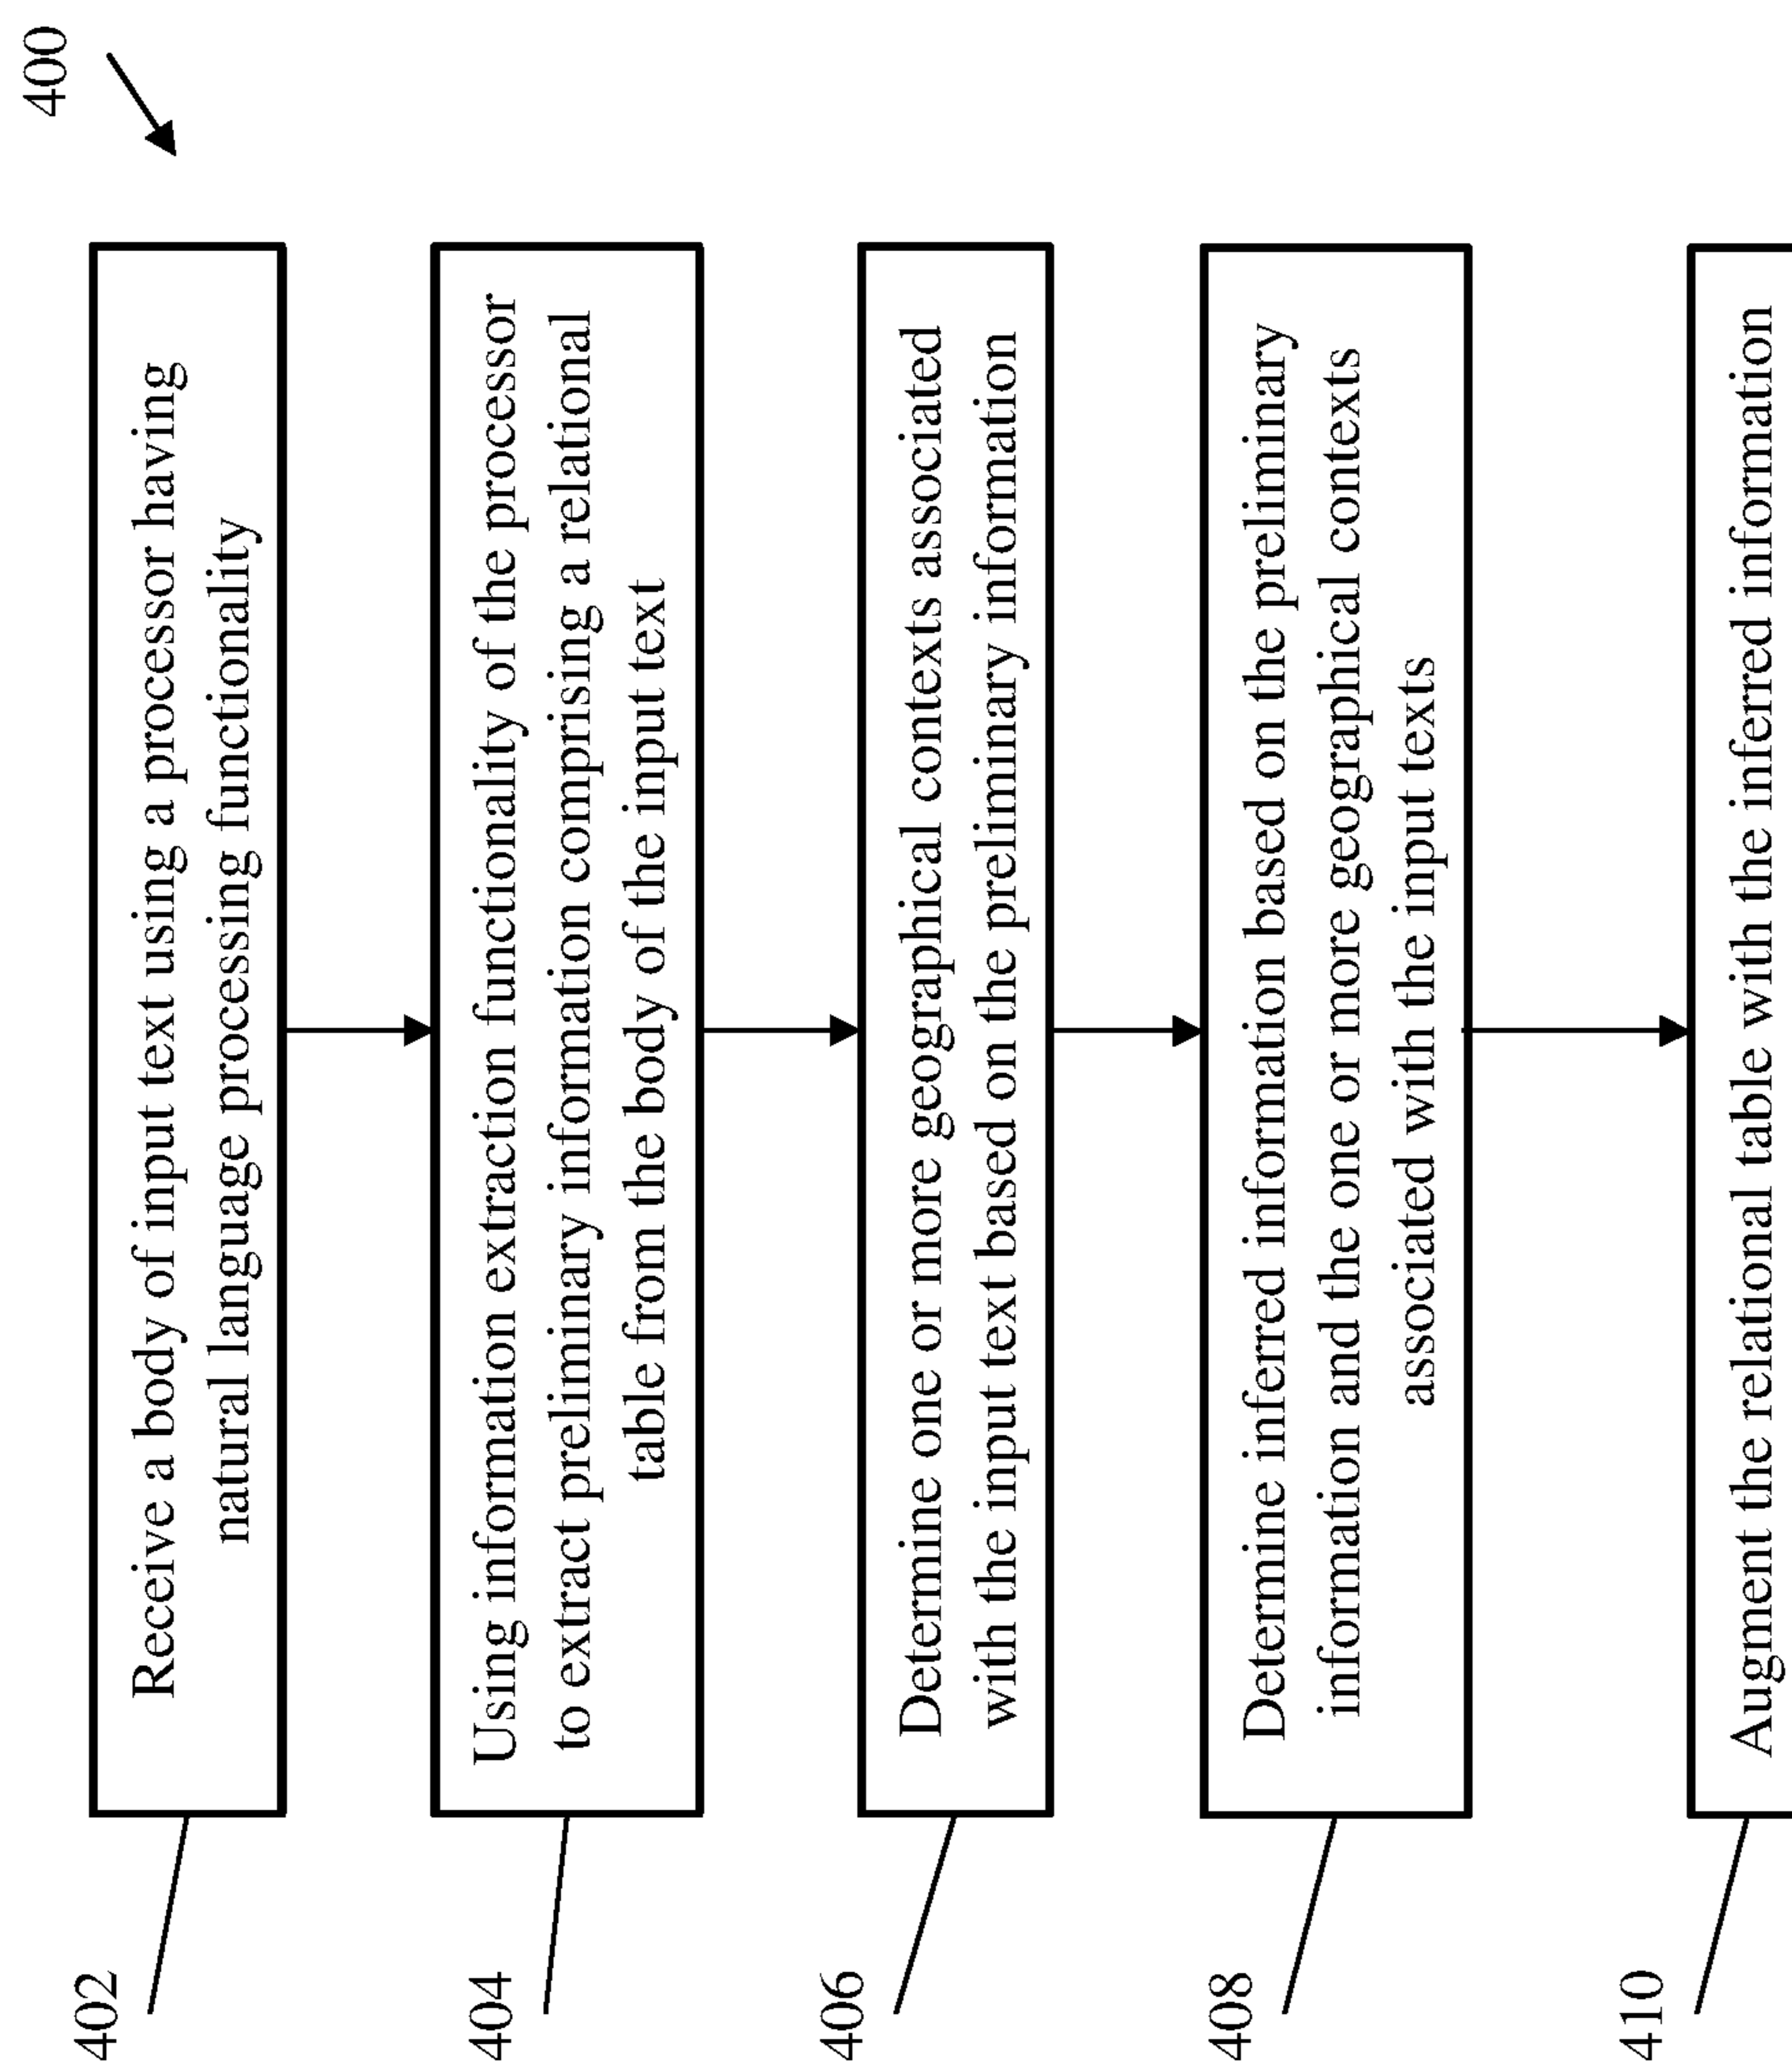 400
402
Receive a body of input text using a processor having
natural language processing functionality
404
Using information extraction functionality of the processor
to extract preliminary information comprising a relational
table from the body of the input text
406
Determine one or more geographical contexts associated
with the input text based on the preliminary information
408
Determine inferred information based on the preliminary
information and the one or more geographical contexts
associated with the input texts
410
Augment the relational table with the inferred information